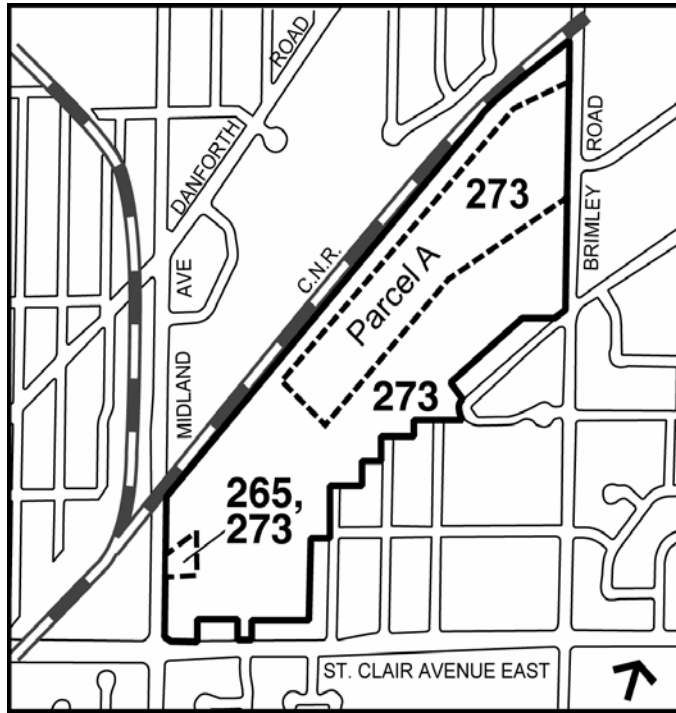 DANFORTH ROAD
BRIMLEY ROAD
273
C.N.R.
Parcel A
MIDLAND AVE
273
265,
273
ST. CLAIR AVENUE EAST